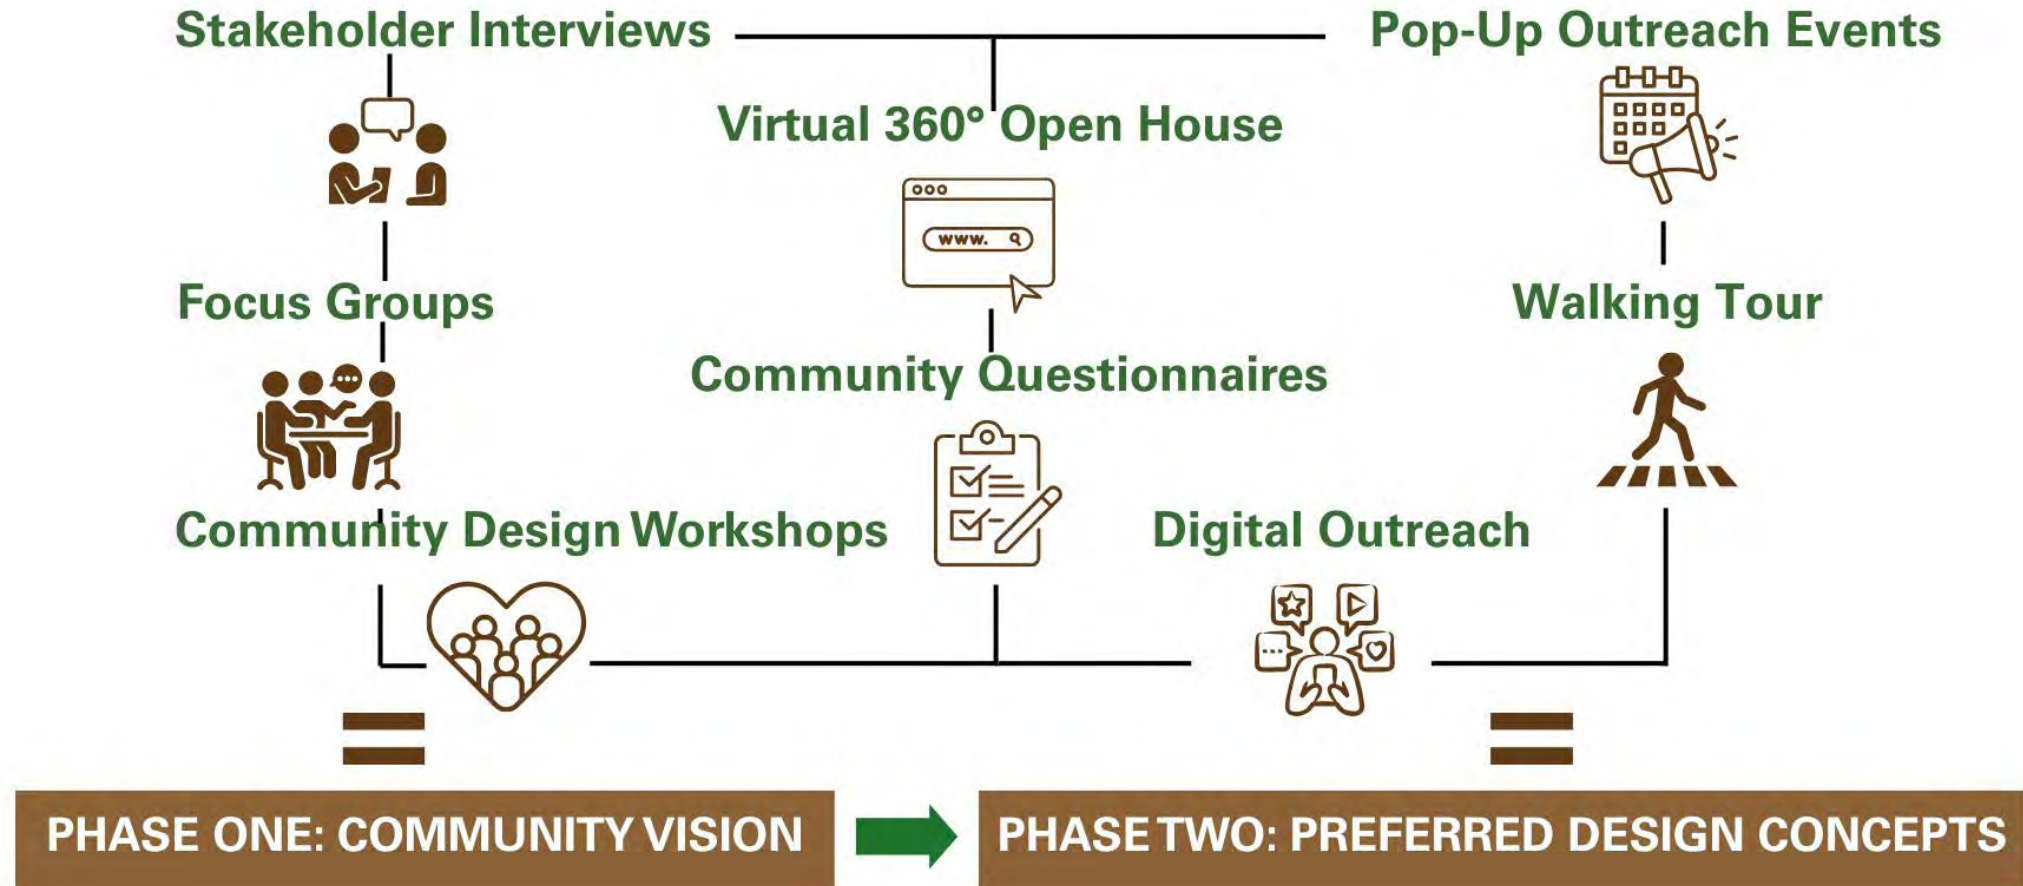 Stakeholder Interviews
Pop-Up Outreach Events
Virtual 360° Open House
www.
Focus Groups
Walking Tour
Community Questionnaires
Community Design Workshops
Digital Outreach
PHASE ONE: COMMUNITY VISION
PHASE TWO: PREFERRED DESIGN CONCEPTS